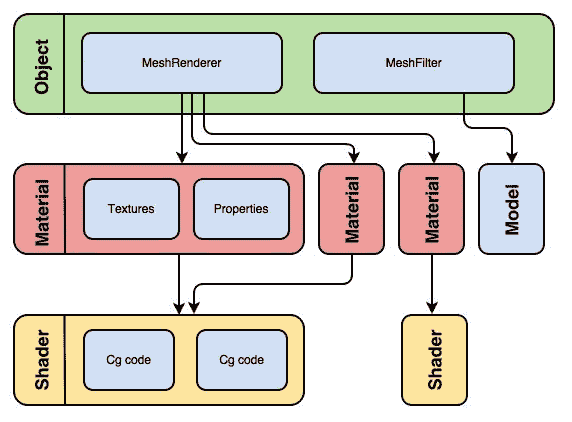 Object
MeshRenderer
MeshFilter
Material
Textures
Properties
Material
Material
Model
Shader
Cg code
Cg code
Shader